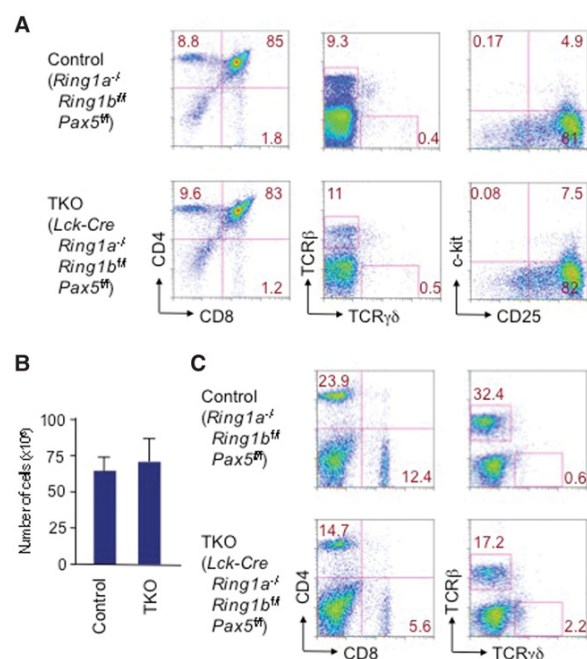 A
Control
(Ring1a-/-
Ring1bf/f
Pax5f/f)
8.8 85
1.8
9.3
0.4
0.17 4.9
81
TKO
(Lck-Cre
Ring1a-/-
Ring1bf/f
Pax5f/f)
9.6 83
1.2
11
0.5
0.08 7.5
82
CD4
CD8
TCRβ
TCRγδ
c-kit
CD25
B
Number of cells (x10⁶)
100
75
50
25
0
Control
TKO
C
Control
(Ring1a-/-
Ring1bf/f
Pax5f/f)
23.9
12.4
32.4
0.6
TKO
(Lck-Cre
Ring1a-/-
Ring1bf/f
Pax5f/f)
14.7
5.6
17.2
2.2
CD4
CD8
TCRβ
TCRγδ